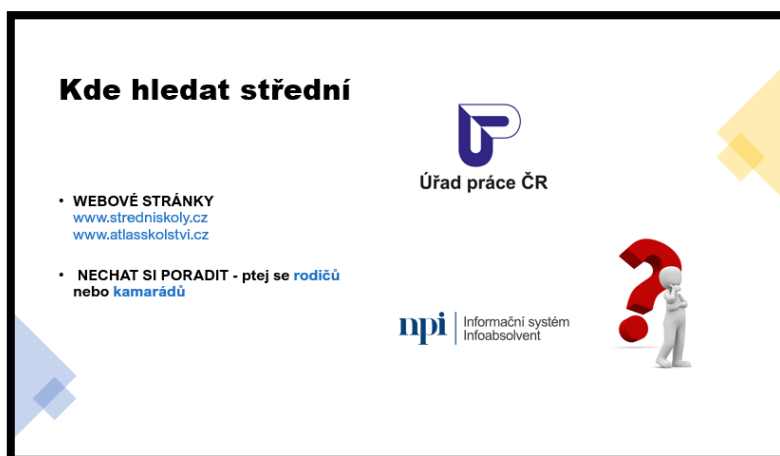 Kde hledat střední
Úřad práce ČR
• WEBOVÉ STRÁNKY
www.stredniskoly.cz
www.atlasskolstvi.cz
• NECHAT SI PORADIT - ptej se rodičů
nebo kamarádů
npi Informační systém
Infoabsolvent